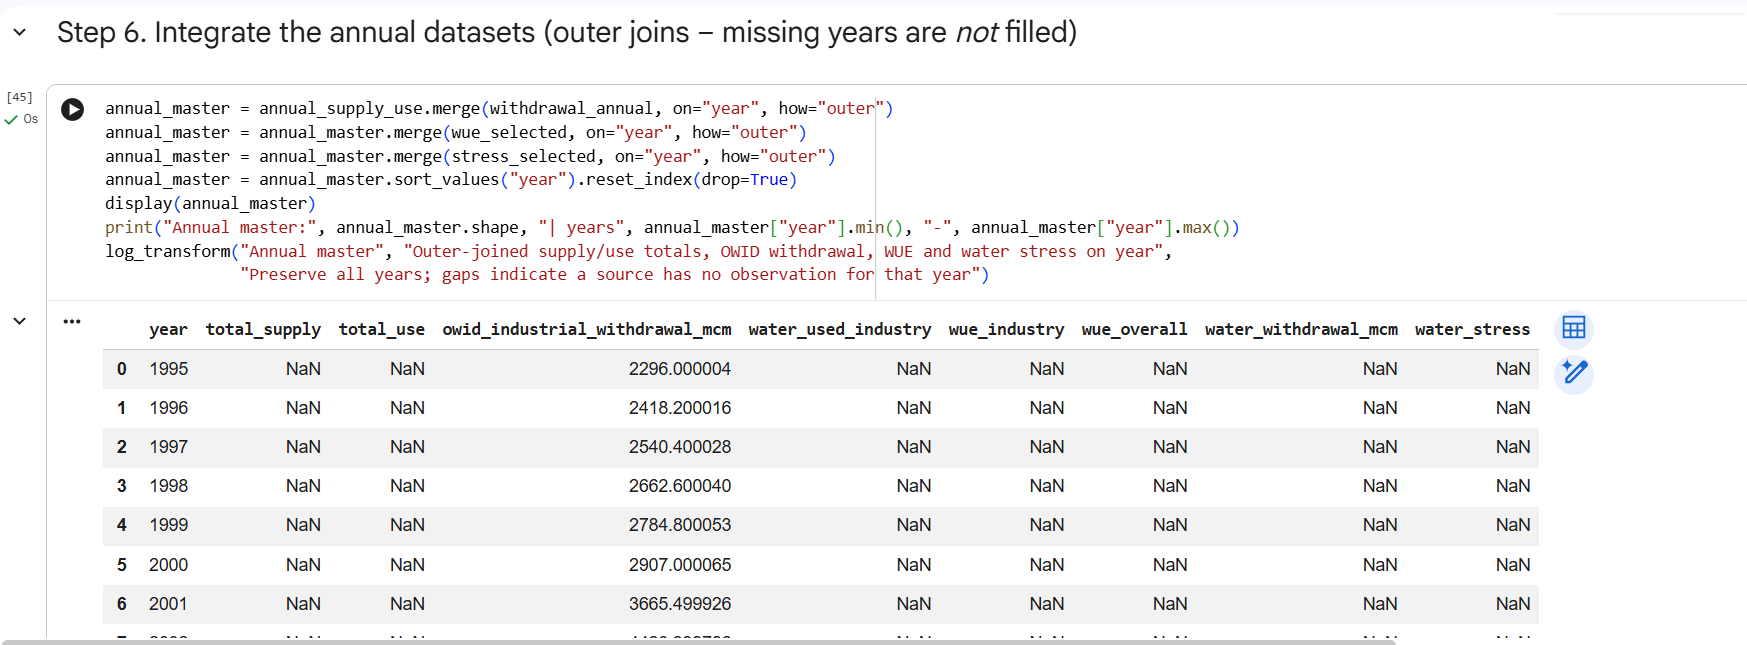 Step 6. Integrate the annual datasets (outer joins – missing years are not filled)
[45]
0s
annual_master = annual_supply_use.merge(withdrawal_annual, on="year", how="outer")
annual_master = annual_master.merge(wue_selected, on="year", how="outer")
annual_master = annual_master.merge(stress_selected, on="year", how="outer")
annual_master = annual_master.sort_values("year").reset_index(drop=True)
display(annual_master)
print("Annual master:", annual_master.shape, "| years", annual_master["year"].min(), "-", annual_master["year"].max())
log_transform("Annual master", "Outer-joined supply/use totals, OWID withdrawal, WUE and water stress on year",
"Preserve all years; gaps indicate a source has no observation for that year")
year total_supply total_use owid_industrial_withdrawal_mcm water_used_industry wue_industry wue_overall water_withdrawal_mcm water_stress
0 1995 NaN NaN 2296.000004 NaN NaN NaN NaN NaN
1 1996 NaN NaN 2418.200016 NaN NaN NaN NaN NaN
2 1997 NaN NaN 2540.400028 NaN NaN NaN NaN NaN
3 1998 NaN NaN 2662.600040 NaN NaN NaN NaN NaN
4 1999 NaN NaN 2784.800053 NaN NaN NaN NaN NaN
5 2000 NaN NaN 2907.000065 NaN NaN NaN NaN NaN
6 2001 NaN NaN 3665.499926 NaN NaN NaN NaN NaN